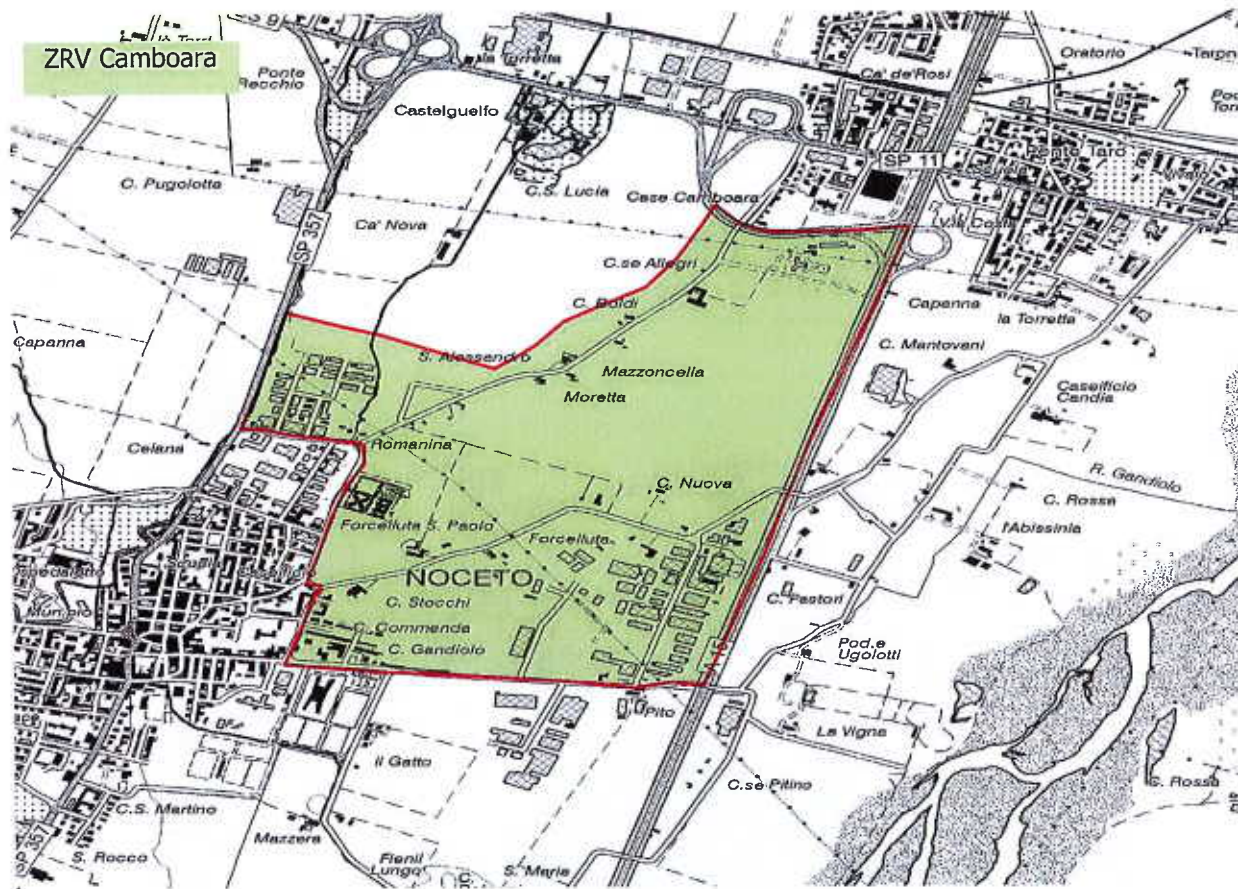 ZRV Camboara
Ponte
Recchio
la Torretta
Castelguelfo
C.S. Lucia
Ca' de'Rosi
Oratorio
SP 11
C. Pugolotta
SP 357
Ca' Nova
Case Camboara
C.se Allegri
C. Boldi
Capanna
la Torretta
C. Mantovani
Caseificio
Candia
Capanna
S. Alessandro
Mazzoncella
Moretta
Romanina
Celana
C. Nuova
R. Gandiolo
C. Rossa
l'Abissinia
Forcelluta S. Paolo
Forcelluta
NOCETO
C. Stocchi
C. Commenda
C. Gandiolo
C. Pastori
Pod.e
Ugolotti
Pito
La Vigna
Il Gatto
C.se Pitino
C.S. Martino
Mazzera
S. Rocco
Fienil
Lungo
S. Maria